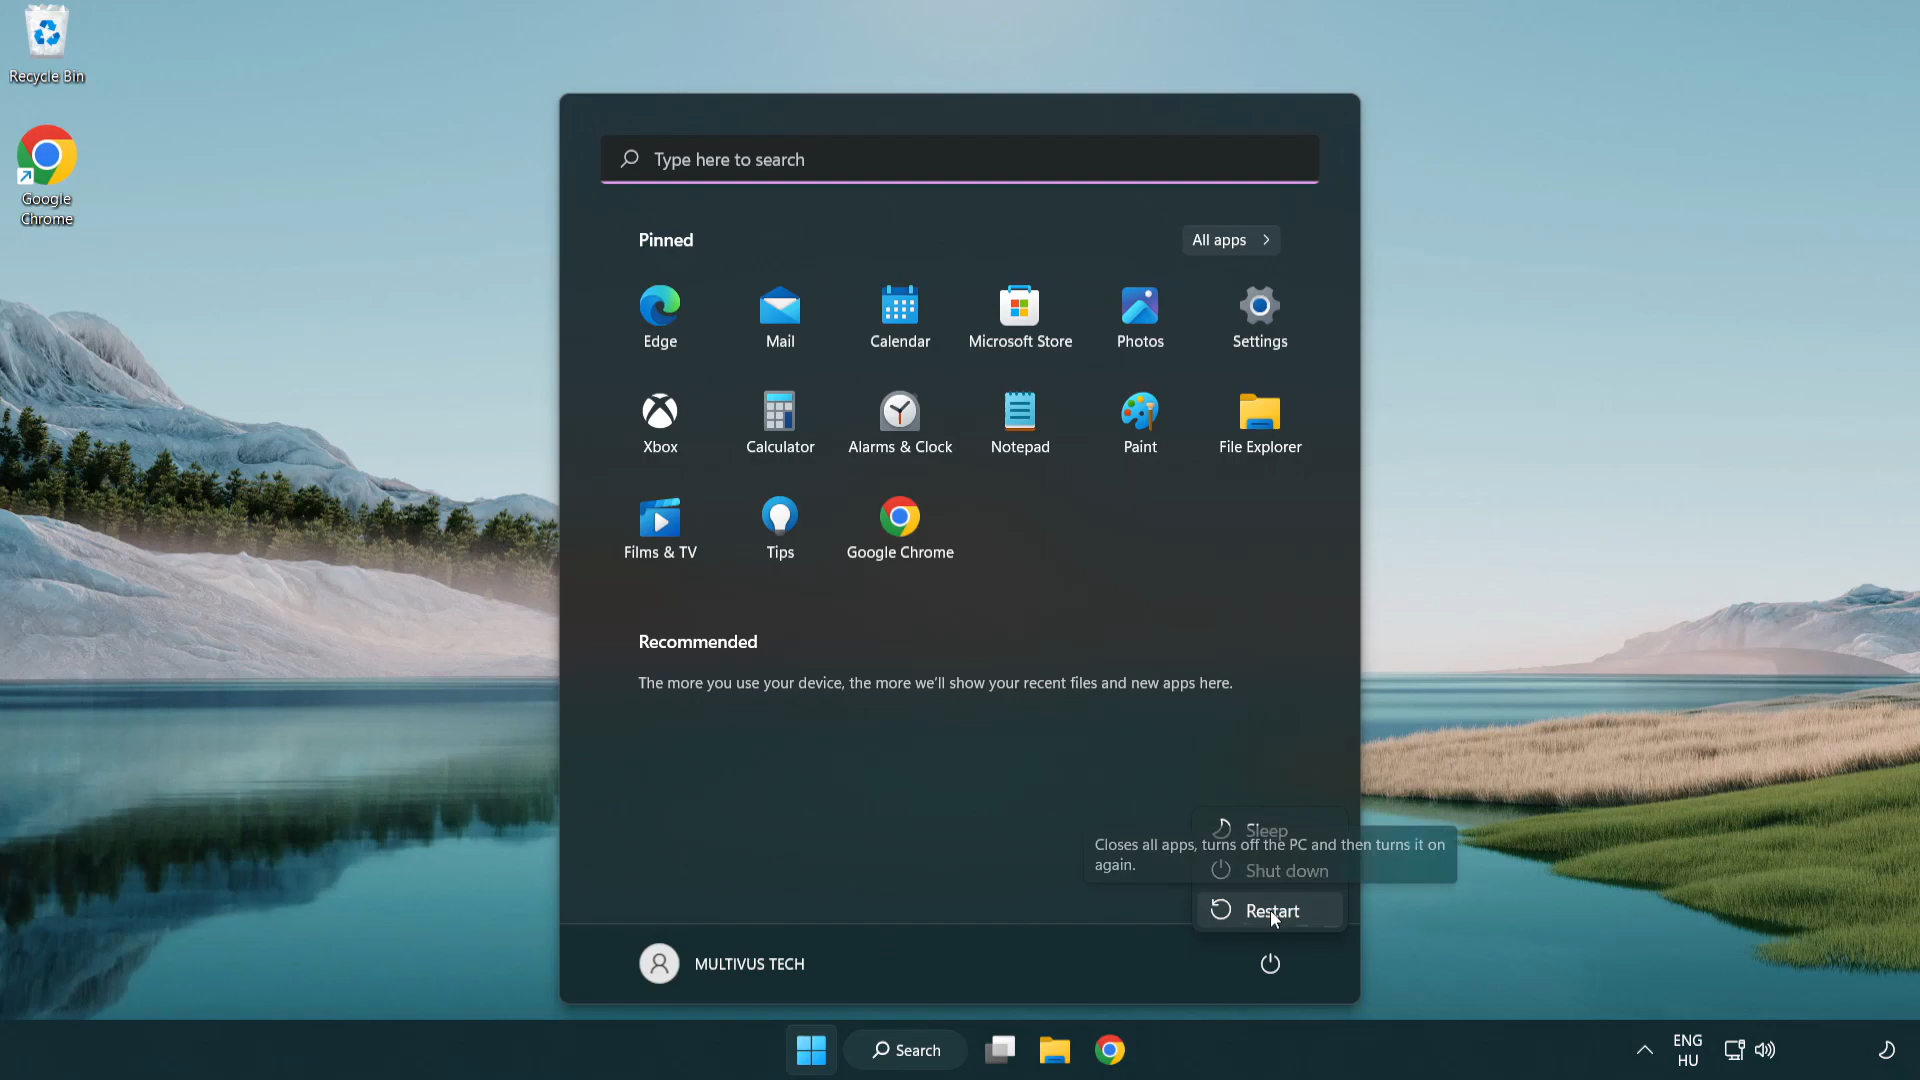 Recycle Bin
Google
Chrome
Type here to search
Pinned
All apps
Edge
Mail
Calendar
Microsoft Store
Photos
Settings
Xbox
Calculator
Alarms & Clock
Notepad
Paint
File Explorer
Films & TV
Tips
Google Chrome
Recommended
The more you use your device, the more we'll show your recent files and new apps here.
Sleep
Closes all apps, turns off the PC and then turns it on
again.
Shut down
Restart
MULTIVUS TECH
Search
ENG
HU